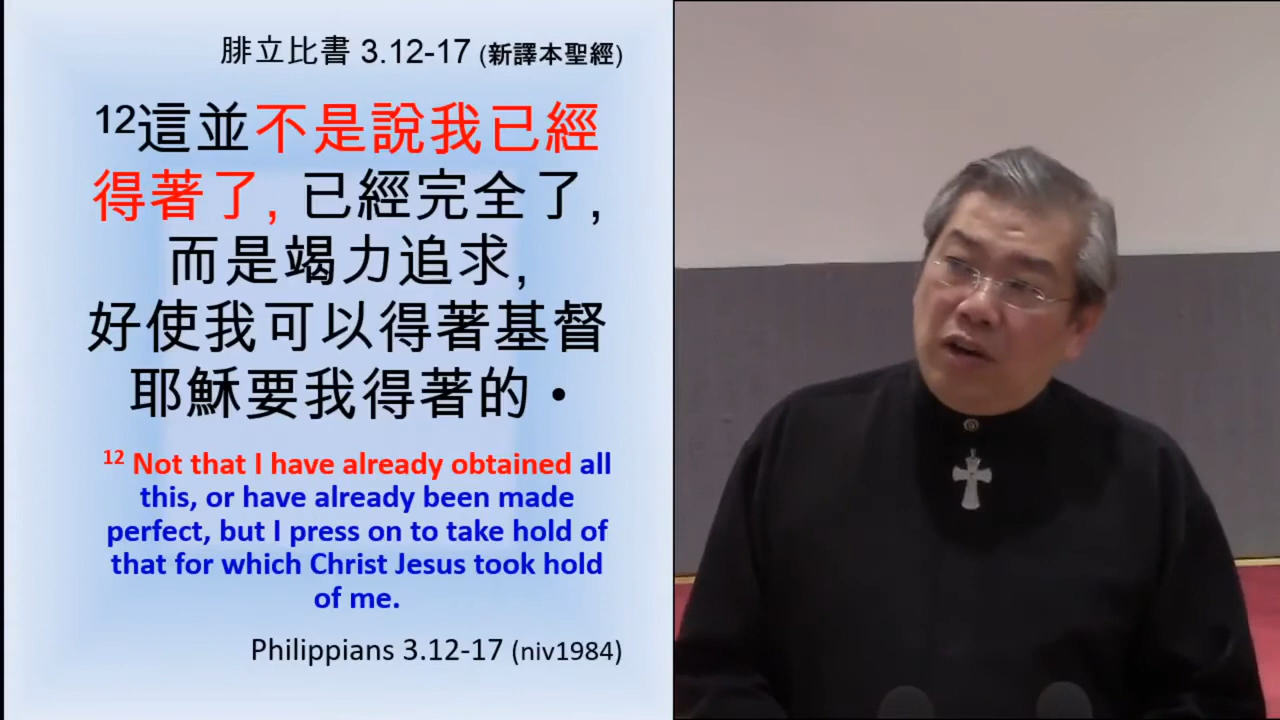 腓立比書 3.12-17 (新譯本聖經)
12這並不是說我已經
得著了, 已經完全了,
而是竭力追求,
好使我可以得著基督
耶穌要我得著的•
12 Not that I have already obtained all
this, or have already been made
perfect, but I press on to take hold of
that for which Christ Jesus took hold
of me.
Philippians 3.12-17 (niv1984)